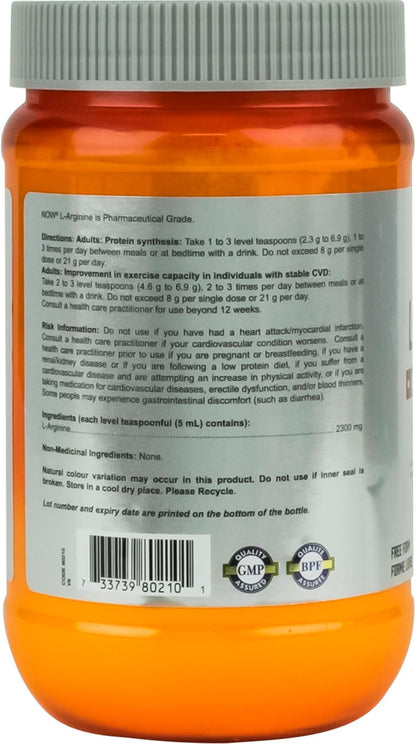 NOW® L-Arginine is Pharmaceutical Grade.
Directions: Adults: Protein synthesis: Take 1 to 3 level teaspoons (2.3 g to 6.9 g), 1 to
3 times per day between meals or at bedtime with a drink. Do not exceed 8 g per single
dose or 21 g per day.
Adults: Improvement in exercise capacity in individuals with stable CVD:
Take 2 to 3 level teaspoons (4.6 g to 6.9 g), 2 to 3 times per day between meals or at
bedtime with a drink. Do not exceed 8 g per single dose or 21 g per day.
Consult a health care practitioner for use beyond 12 weeks.
Risk Information: Do not use if you have had a heart attack/myocardial infarction.
Consult a health care practitioner if your cardiovascular condition worsens. Consult a
health care practitioner prior to use if you are pregnant or breastfeeding, if you have a
renal/kidney disease or if you are following a low protein diet, if you suffer from a
cardiovascular disease and are attempting an increase in physical activity, or if you are
taking medication for cardiovascular diseases, erectile dysfunction, and/or blood thinners.
Some people may experience gastrointestinal discomfort (such as diarrhea).
Ingredients (each level teaspoonful (5 mL) contains):
L-Arginine 2300 mg
Non-Medicinal Ingredients: None.
Natural colour variation may occur in this product. Do not use if inner seal is
broken. Store in a cool dry place. Please Recycle.
Lot number and expiry date are printed on the bottom of the bottle.
CODE #80210
7 33739 80210 1
QUALITY
GMP
ASSURED
QUALITÉ
BPF
ASSURÉE
FREE FORM
FORME